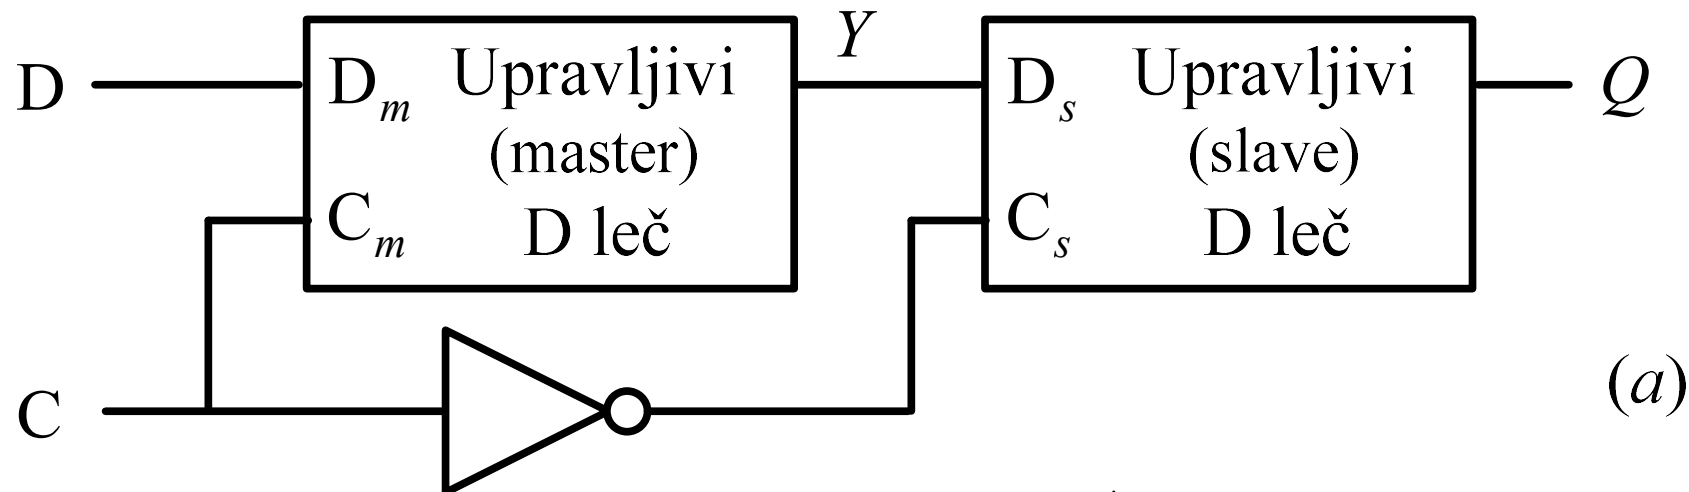 D
D_m
Upravljivi
(master)
D leč
C_m
Y
D_s
Upravljivi
(slave)
D leč
C_s
Q
C
(a)